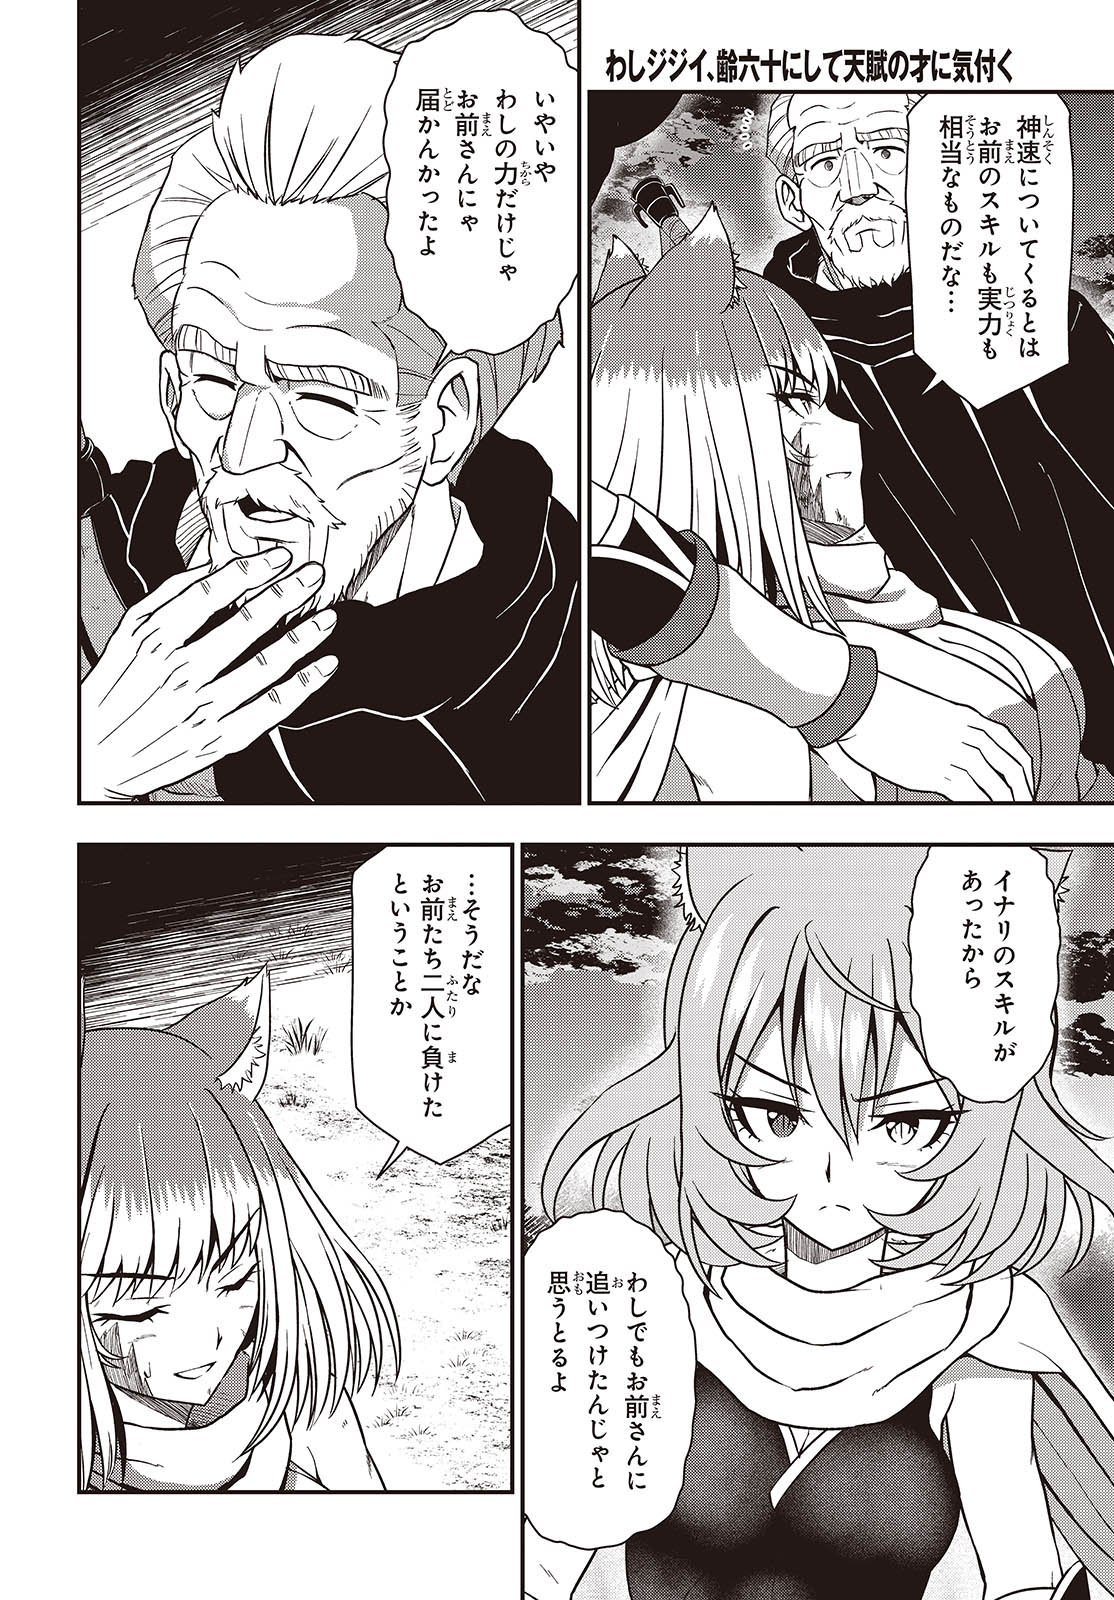 わしジジイ、齢六十にして天賦の才に気付く
神速についてくるとは
お前のスキルも実力も
相当なものだな…
いやいや
わしの力だけじゃ
お前さんにゃ
届かんかったよ
イナリのスキルが
あったから
わしでもお前さんに
追いつけたんじゃと
思うとるよ
…そうだな
お前たち二人に負けた
ということか